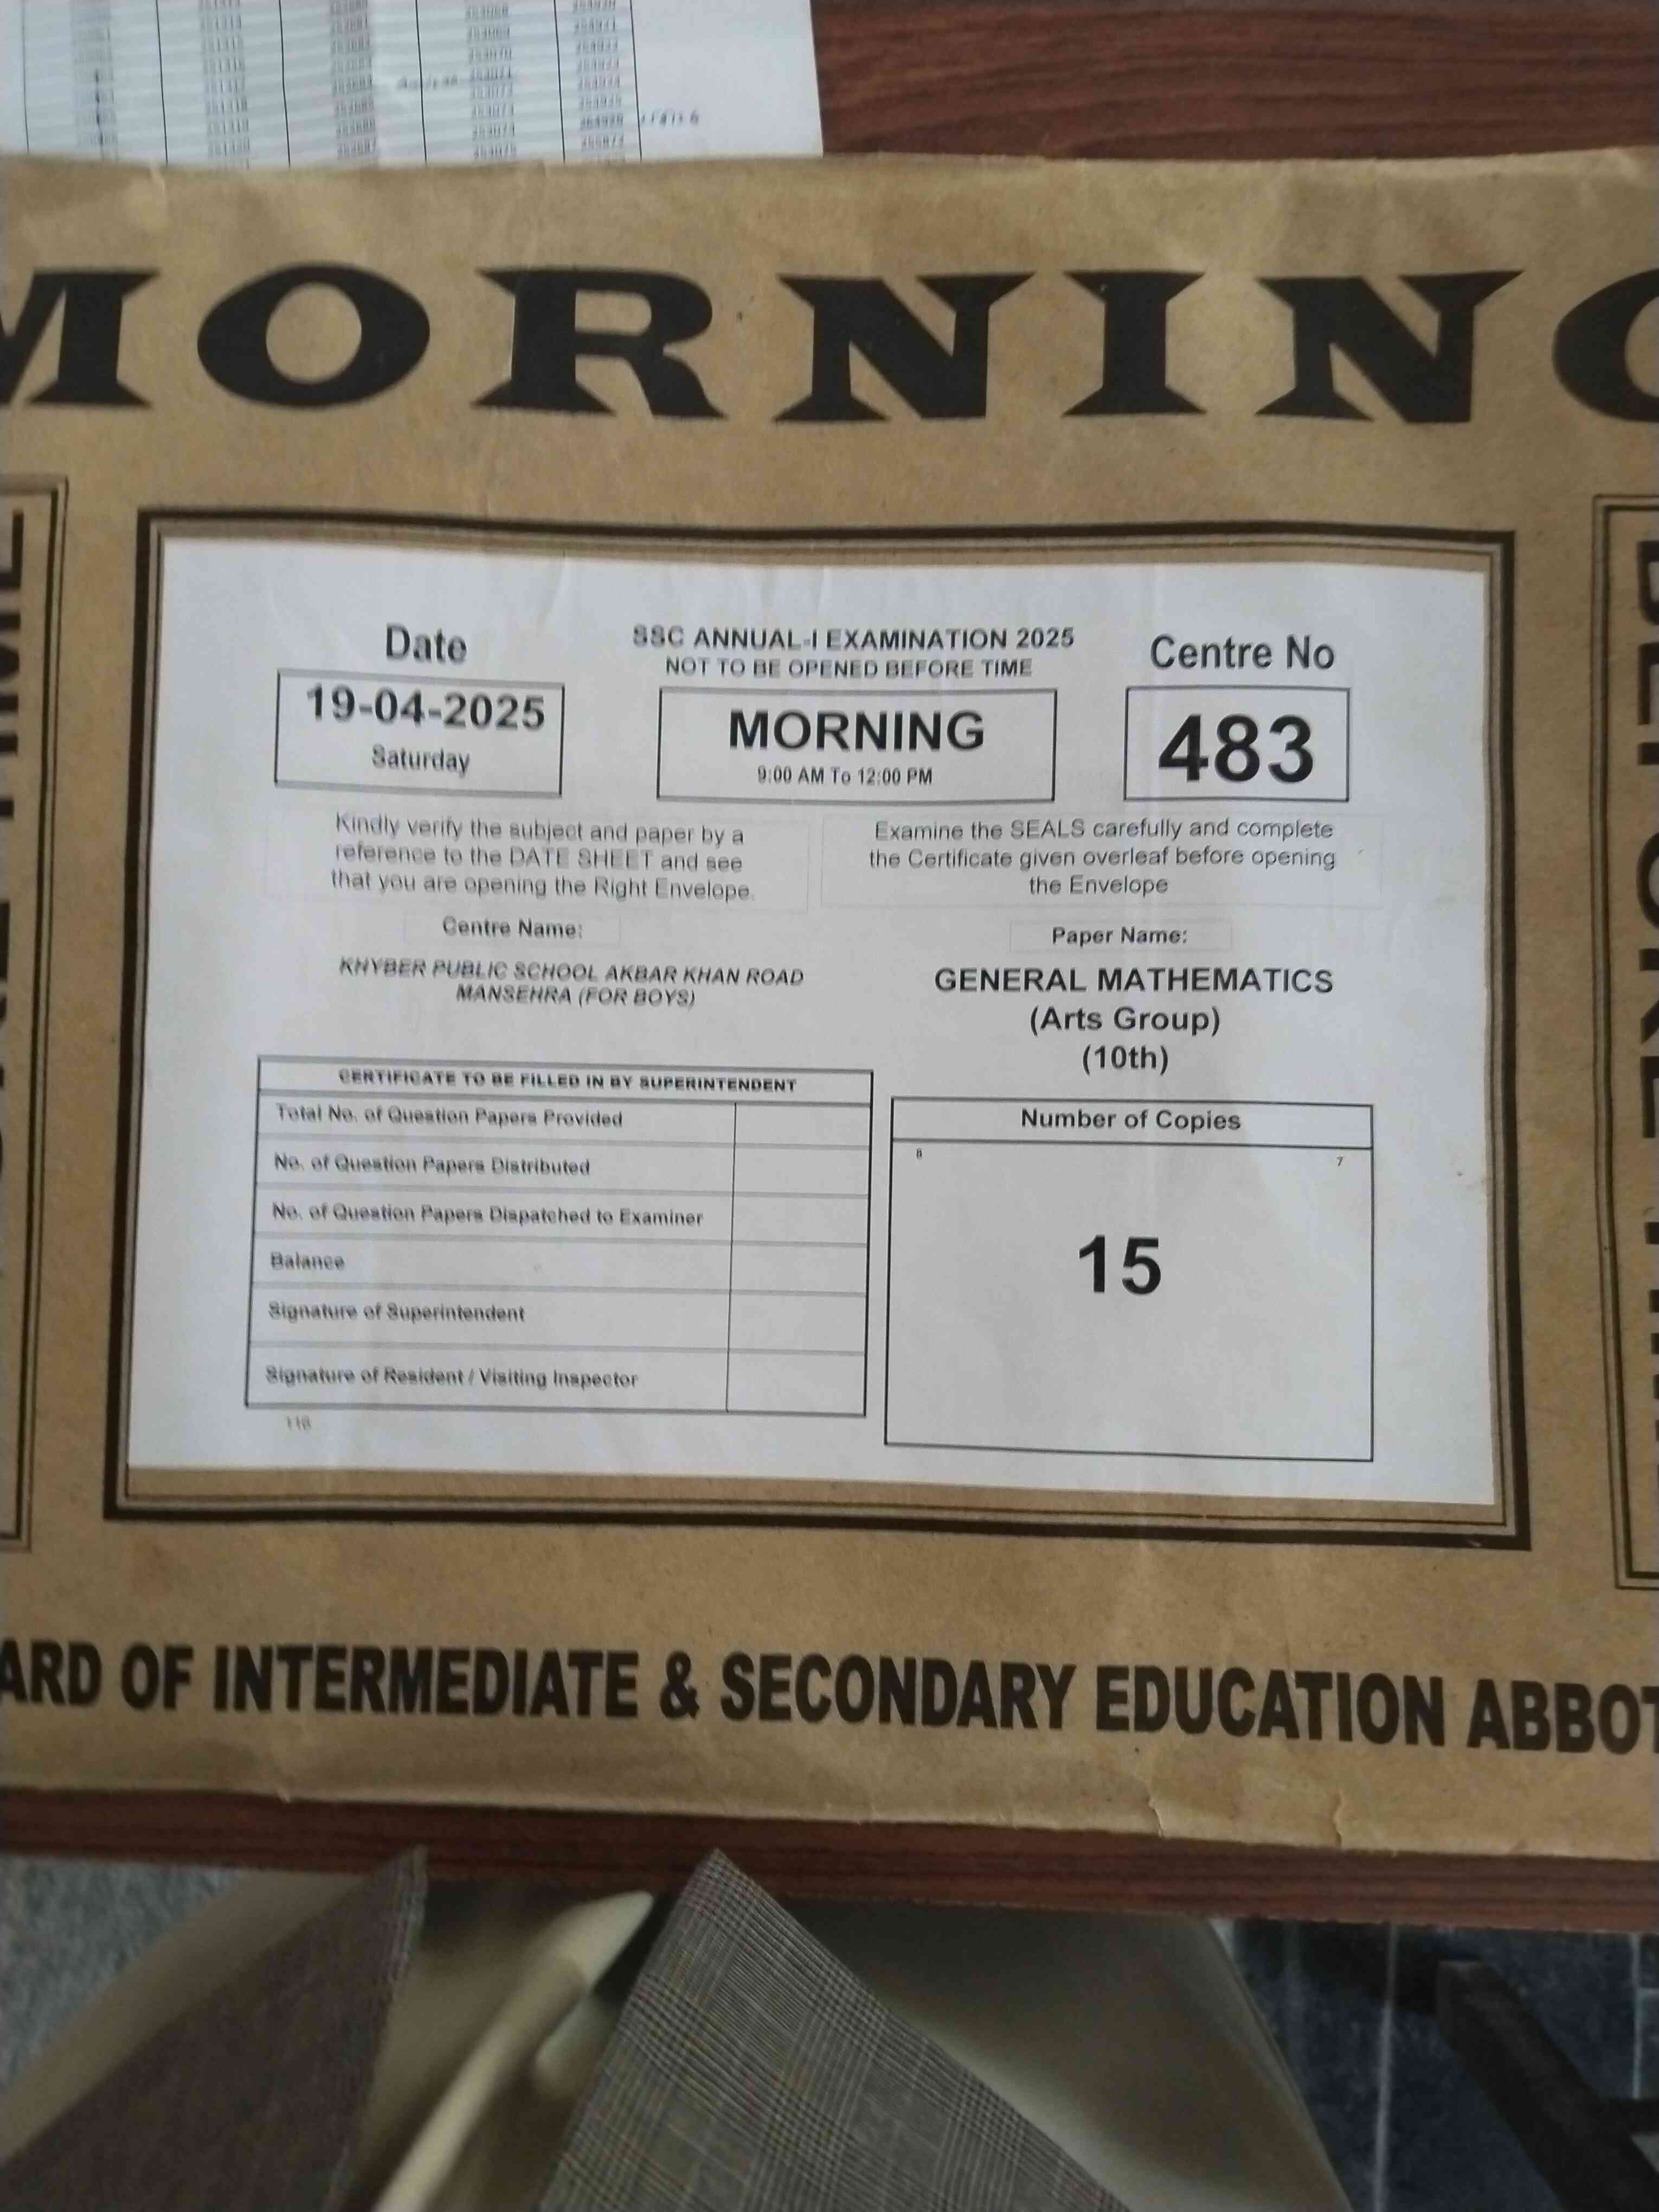 MORNING
Date
19-04-2025
Saturday
SSC ANNUAL-I EXAMINATION 2025
NOT TO BE OPENED BEFORE TIME
MORNING
9:00 AM To 12:00 PM
Centre No
483
Kindly verify the subject and paper by a
reference to the DATE SHEET and see
that you are opening the Right Envelope.
Examine the SEALS carefully and complete
the Certificate given overleaf before opening
the Envelope
Centre Name:
KHYBER PUBLIC SCHOOL AKBAR KHAN ROAD
MANSEHRA (FOR BOYS)
Paper Name:
GENERAL MATHEMATICS
(Arts Group)
(10th)
CERTIFICATE TO BE FILLED IN BY SUPERINTENDENT
Total No. of Question Papers Provided
No. of Question Papers Distributed
No. of Question Papers Dispatched to Examiner
Balance
Signature of Superintendent
Signature of Resident / Visiting Inspector
Number of Copies
8 7
15
ARD OF INTERMEDIATE & SECONDARY EDUCATION ABBOT